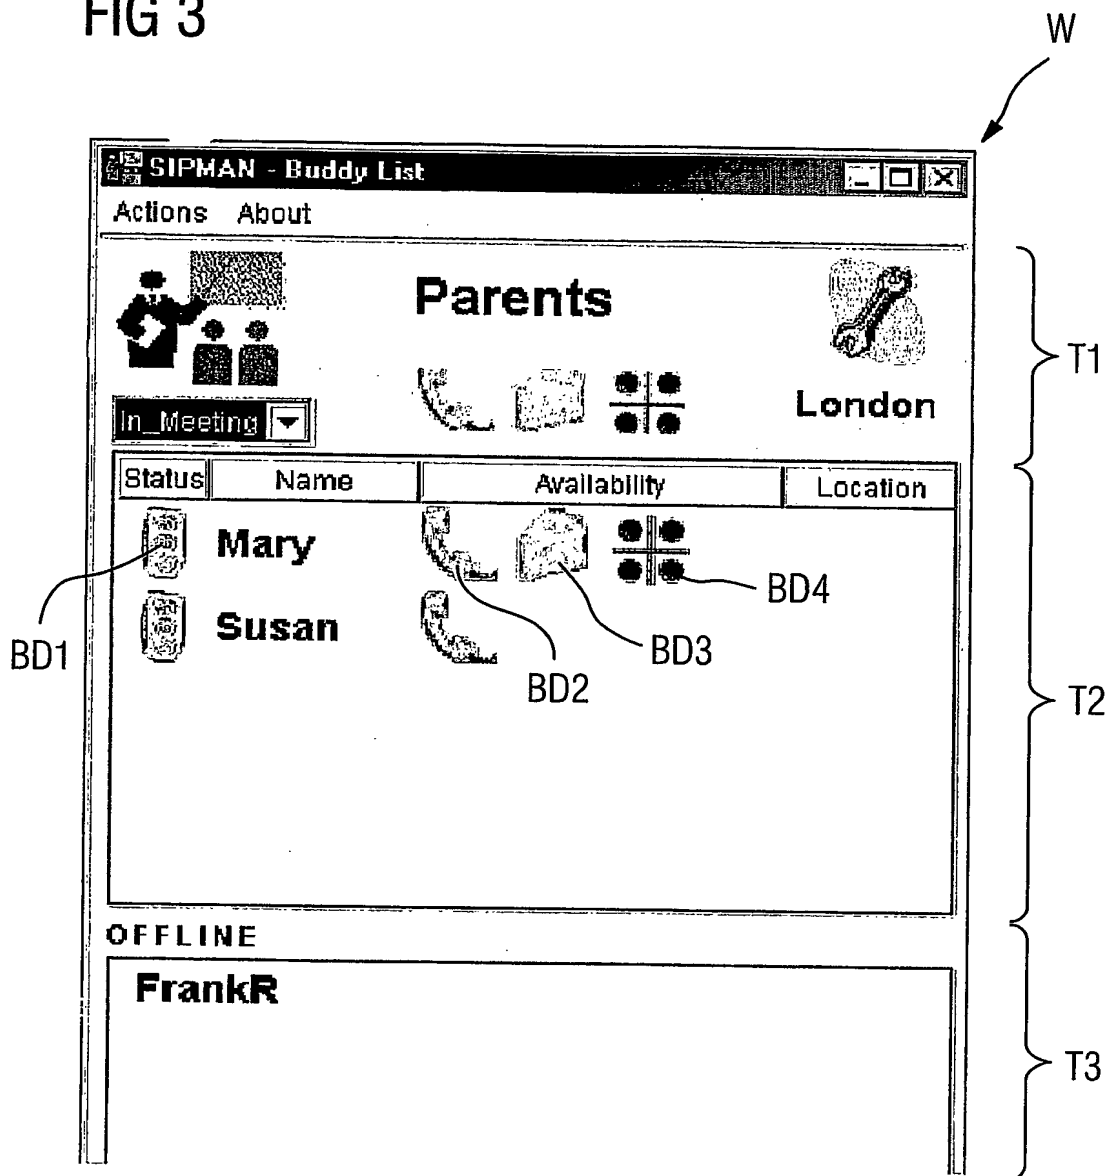 FIG 3
W
SIPMAN - Buddy List
Actions About
Parents
T1
In_Meeting
London
Status Name Availability Location
Mary
BD4
Susan
BD3
BD1
BD2
T2
OFFLINE
FrankR
T3